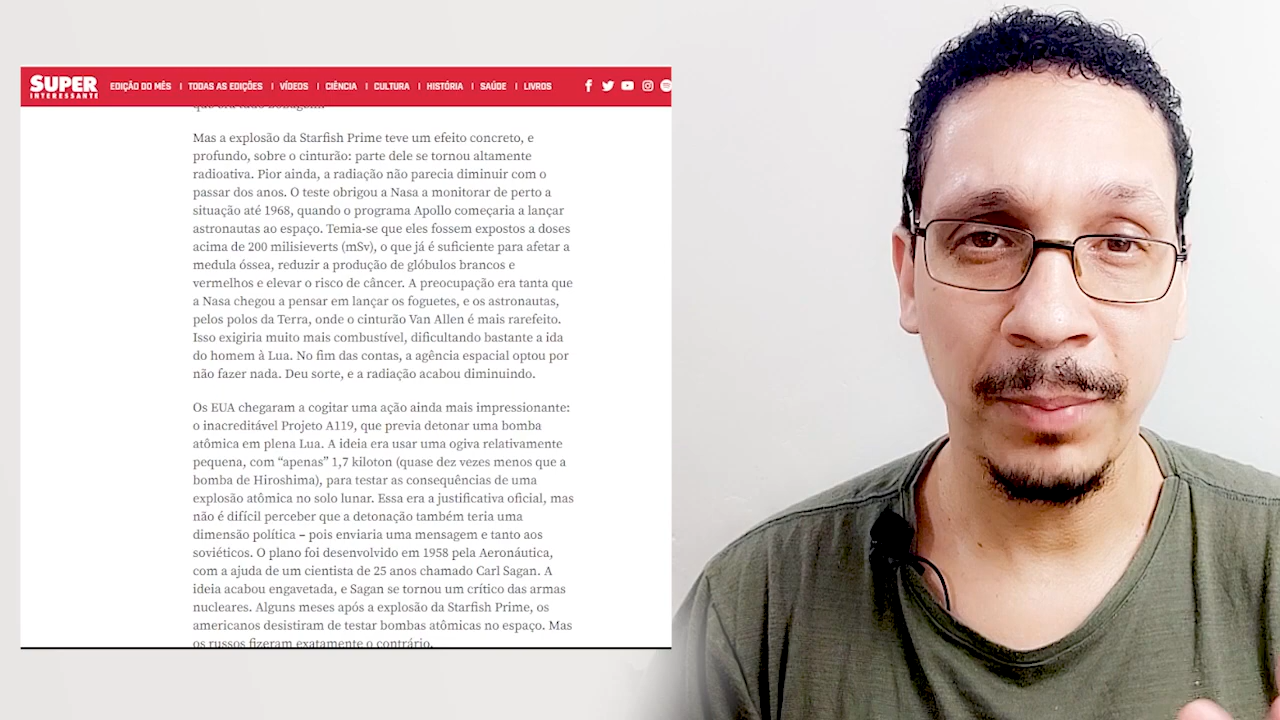 SUPER
INTERESSANTE
EDIÇÃO DO MÊS | TODAS AS EDIÇÕES | VÍDEOS | CIÊNCIA | CULTURA | HISTÓRIA | SAÚDE | LIVROS
Mas a explosão da Starfish Prime teve um efeito concreto, e
profundo, sobre o cinturão: parte dele se tornou altamente
radioativa. Pior ainda, a radiação não parecia diminuir com o
passar dos anos. O teste obrigou a Nasa a monitorar de perto a
situação até 1968, quando o programa Apollo começaria a lançar
astronautas ao espaço. Temia-se que eles fossem expostos a doses
acima de 200 milisieverts (mSv), o que já é suficiente para afetar a
medula óssea, reduzir a produção de glóbulos brancos e
vermelhos e elevar o risco de câncer. A preocupação era tanta que
a Nasa chegou a pensar em lançar os foguetes, e os astronautas,
pelos polos da Terra, onde o cinturão Van Allen é mais rarefeito.
Isso exigiria muito mais combustível, dificultando bastante a ida
do homem à Lua. No fim das contas, a agência espacial optou por
não fazer nada. Deu sorte, e a radiação acabou diminuindo.
Os EUA chegaram a cogitar uma ação ainda mais impressionante:
o inacreditável Projeto A119, que previa detonar uma bomba
atômica em plena Lua. A ideia era usar uma ogiva relativamente
pequena, com “apenas” 1,7 kiloton (quase dez vezes menos que a
bomba de Hiroshima), para testar as consequências de uma
explosão atômica no solo lunar. Essa era a justificativa oficial, mas
não é difícil perceber que a detonação também teria uma
dimensão política – pois enviaria uma mensagem e tanto aos
soviéticos. O plano foi desenvolvido em 1958 pela Aeronáutica,
com a ajuda de um cientista de 25 anos chamado Carl Sagan. A
ideia acabou engavetada, e Sagan se tornou um crítico das armas
nucleares. Alguns meses após a explosão da Starfish Prime, os
americanos desistiram de testar bombas atômicas no espaço. Mas
os russos fizeram exatamente o contrário.